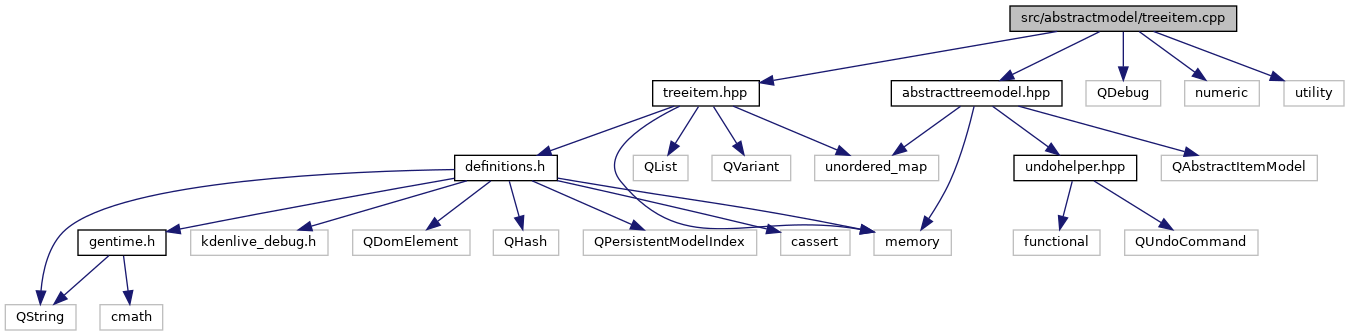 src/abstractmodel/treeitem.cpp
treeitem.hpp
abstracttreemodel.hpp
QDebug
numeric
utility
definitions.h
QList
QVariant
unordered_map
undohelper.hpp
QAbstractItemModel
gentime.h
kdenlive_debug.h
QDomElement
QHash
QPersistentModelIndex
cassert
memory
functional
QUndoCommand
QString
cmath